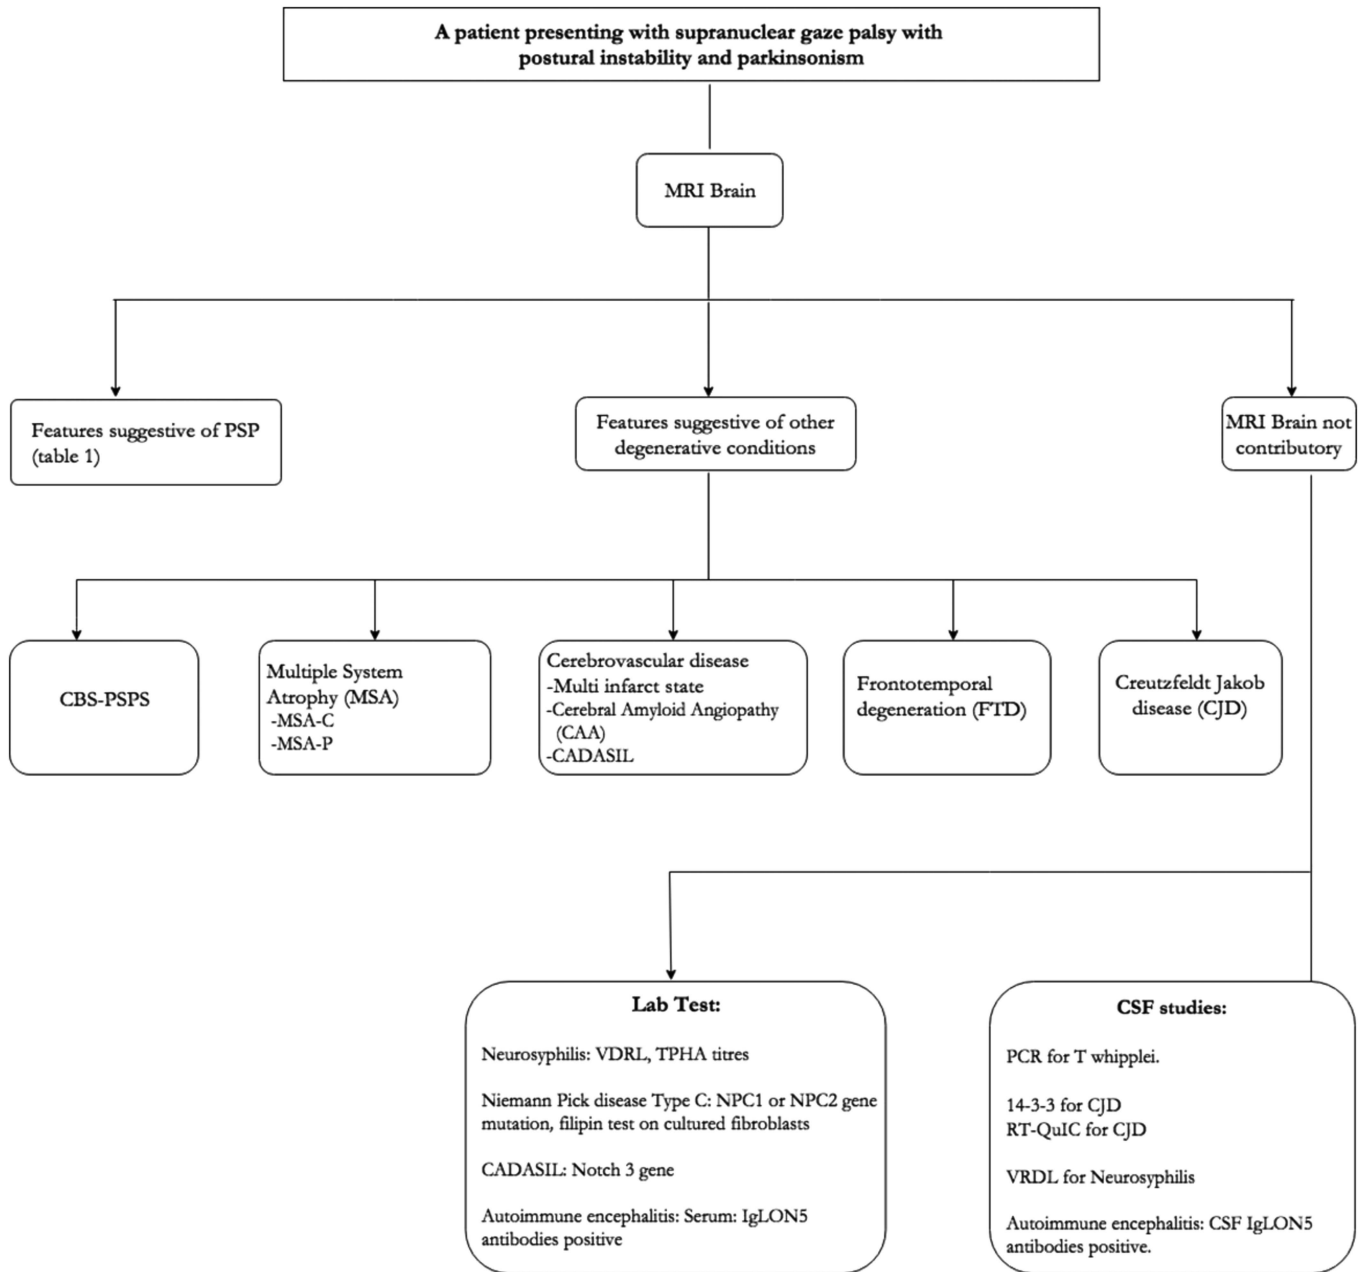 A patient presenting with supranuclear gaze palsy with
postural instability and parkinsonism
MRI Brain
Features suggestive of PSP
(table 1)
Features suggestive of other
degenerative conditions
MRI Brain not
contributory
CBS-PSPS
Multiple System
Atrophy (MSA)
-MSA-C
-MSA-P
Cerebrovascular disease
-Multi infarct state
-Cerebral Amyloid Angiopathy
(CAA)
-CADASIL
Frontotemporal
degeneration (FTD)
Creutzfeldt Jakob
disease (CJD)
Lab Test:
Neurosyphilis: VDRL, TPHA titres
Niemann Pick disease Type C: NPC1 or NPC2 gene
mutation, filipin test on cultured fibroblasts
CADASIL: Notch 3 gene
Autoimmune encephalitis: Serum: IgLON5
antibodies positive
CSF studies:
PCR for T whipplei.
14-3-3 for CJD
RT-QuIC for CJD
VRDL for Neurosyphilis
Autoimmune encephalitis: CSF IgLON5
antibodies positive.